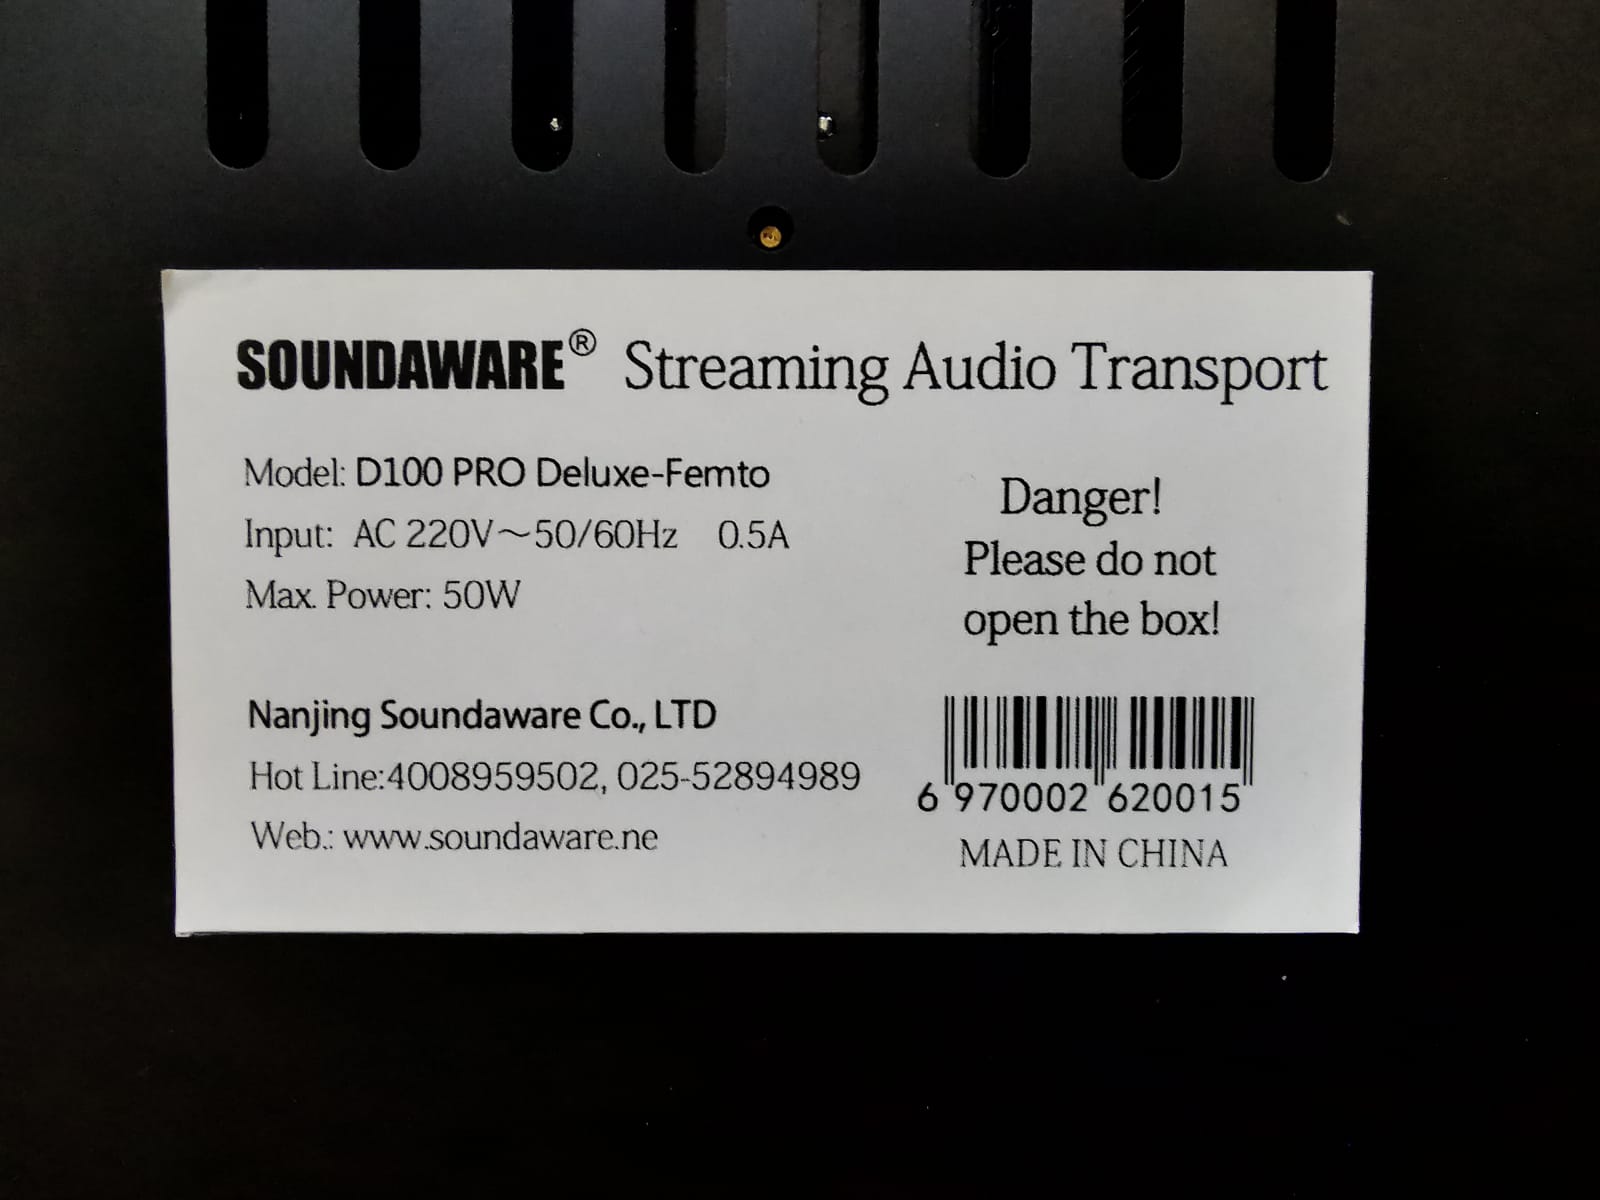 SOUNDAWARE® Streaming Audio Transport
Model: D100 PRO Deluxe-Femto
Input: AC 220V～50/60Hz 0.5A
Max. Power: 50W
Danger!
Please do not
open the box!
Nanjing Soundaware Co., LTD
Hot Line:4008959502, 025-52894989
Web.: www.soundaware.ne
6 970002 620015
MADE IN CHINA